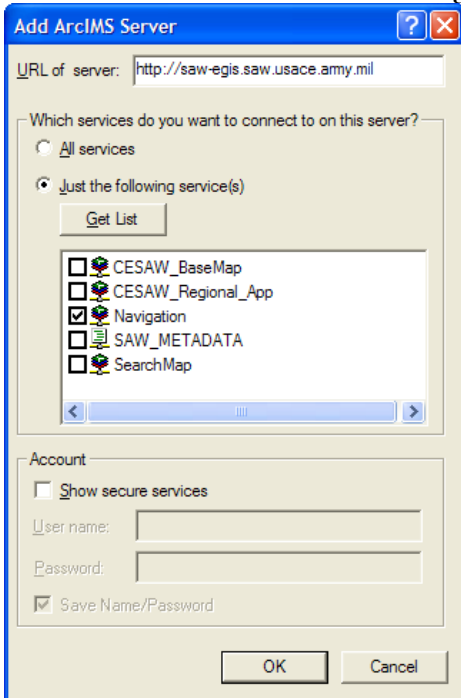 Add ArcIMS Server
URL of server: http://saw-egis.saw.usace.army.mil
Which services do you want to connect to on this server?
All services
Just the following service(s)
Get List
CESAW_BaseMap
CESAW_Regional_App
Navigation
SAW_METADATA
SearchMap
Account
Show secure services
User name:
Password:
Save Name/Password
OK Cancel